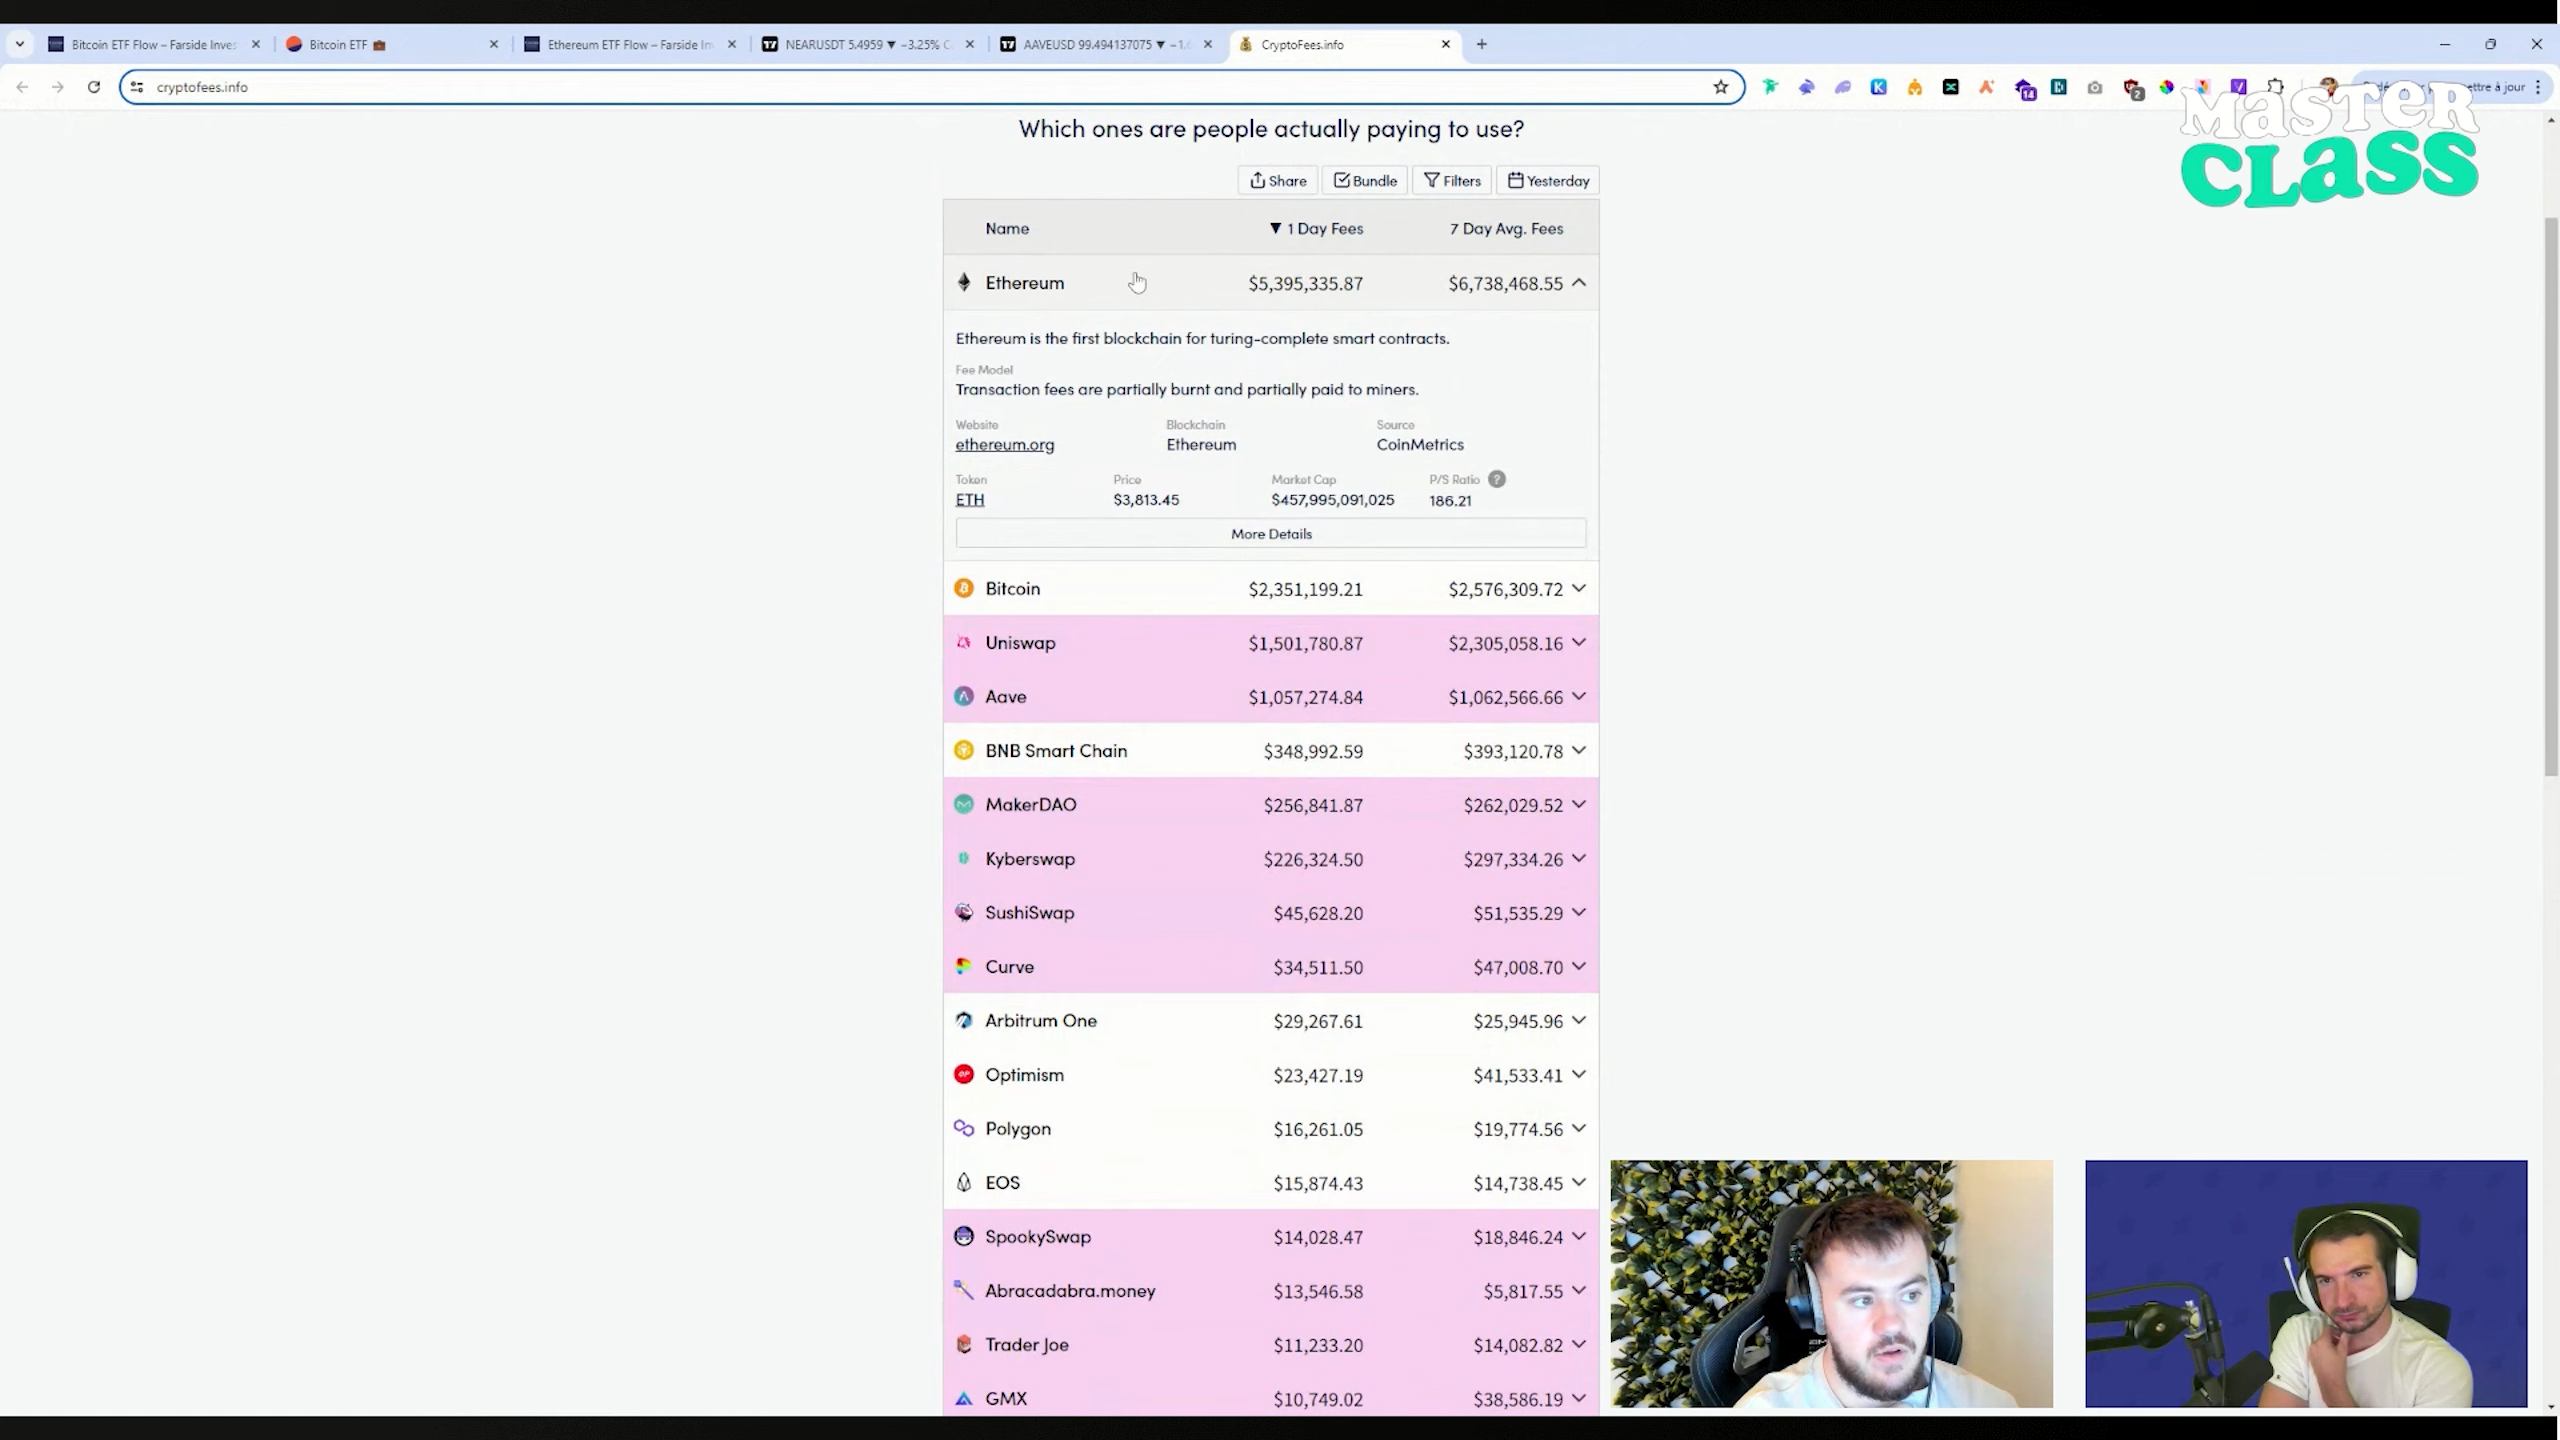 Bitcoin ETF Flow – Farside Inves
Bitcoin ETF
Ethereum ETF Flow – Farside In
NEARUSDT 5.4959 ▼ −3.25% C
AAVEUSD 99.494137075 ▼ −1.
CryptoFees.info
cryptofees.info
14
2
ettre à jour
MASTER
CLASS
Which ones are people actually paying to use?
Share Bundle Filters Yesterday
Name ▼ 1 Day Fees 7 Day Avg. Fees
Ethereum $5,395,335.87 $6,738,468.55
Ethereum is the first blockchain for turing-complete smart contracts.
Fee Model
Transaction fees are partially burnt and partially paid to miners.
Website Blockchain Source
ethereum.org Ethereum CoinMetrics
Token Price Market Cap P/S Ratio ?
ETH $3,813.45 $457,995,091,025 186.21
More Details
Bitcoin $2,351,199.21 $2,576,309.72
Uniswap $1,501,780.87 $2,305,058.16
Aave $1,057,274.84 $1,062,566.66
BNB Smart Chain $348,992.59 $393,120.78
MakerDAO $256,841.87 $262,029.52
Kyberswap $226,324.50 $297,334.26
SushiSwap $45,628.20 $51,535.29
Curve $34,511.50 $47,008.70
Arbitrum One $29,267.61 $25,945.96
Optimism $23,427.19 $41,533.41
Polygon $16,261.05 $19,774.56
EOS $15,874.43 $14,738.45
SpookySwap $14,028.47 $18,846.24
Abracadabra.money $13,546.58 $5,817.55
Trader Joe $11,233.20 $14,082.82
GMX $10,749.02 $38,586.19